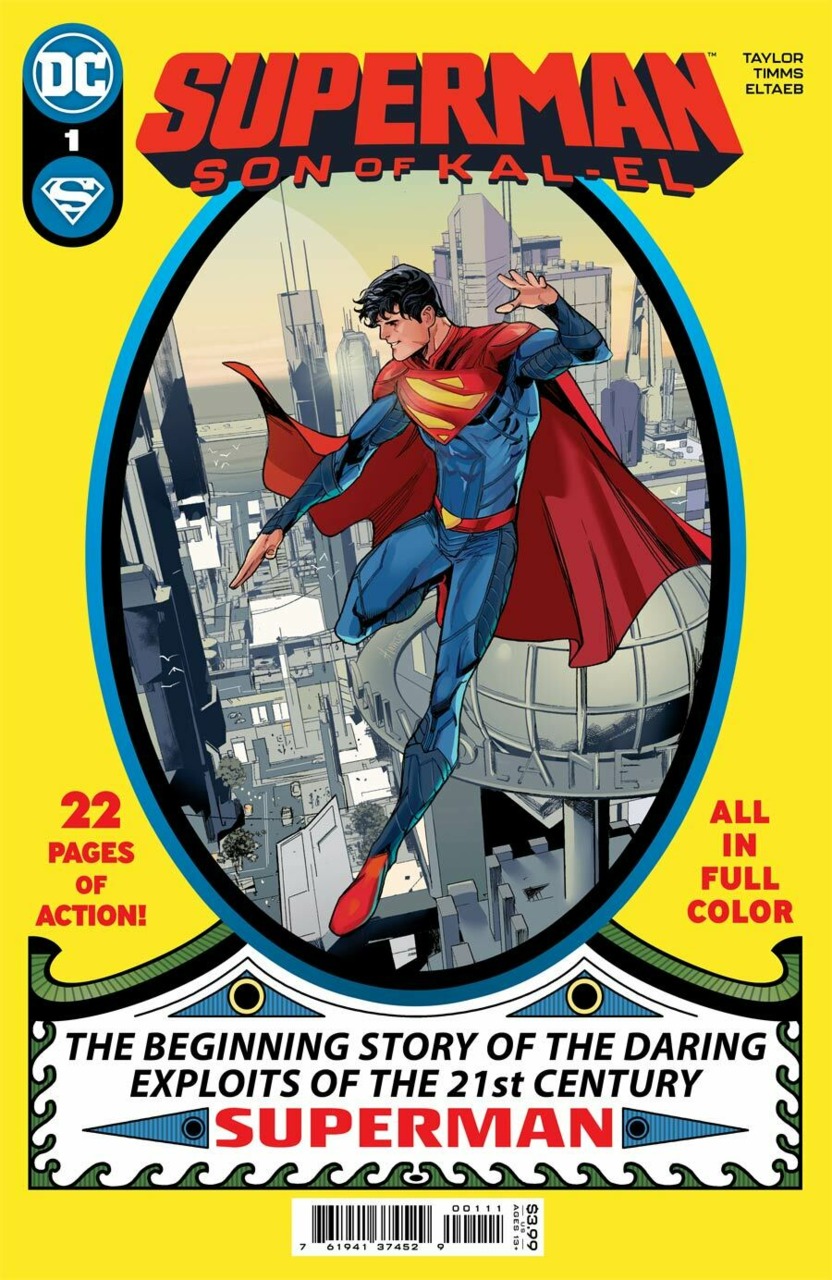 DC
1
S
SUPERMAN™
SON OF KAL-EL
TAYLOR
TIMMS
ELTAEB
PLANET
22
PAGES
OF
ACTION!
ALL
IN
FULL
COLOR
THE BEGINNING STORY OF THE DARING
EXPLOITS OF THE 21st CENTURY
SUPERMAN
00111
7 61941 37452 9
$3.99 US
AGES 13+